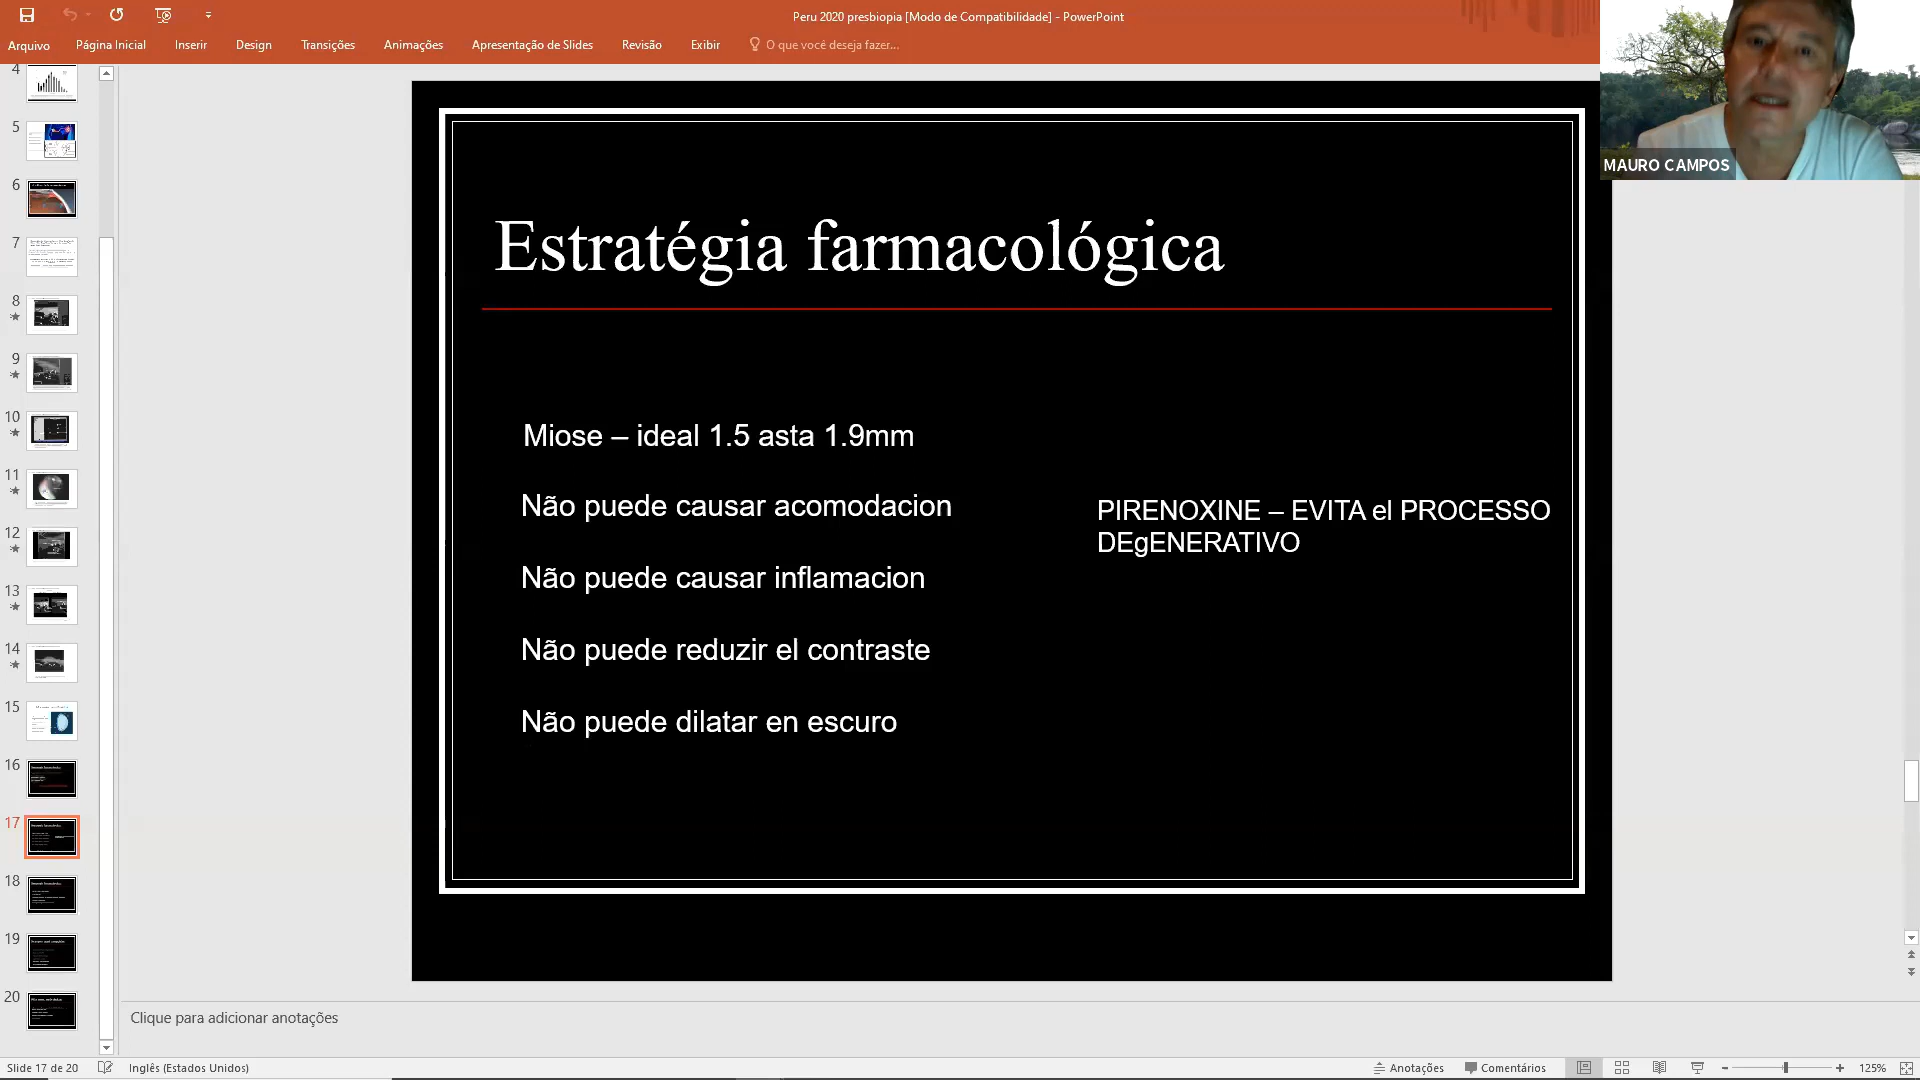 Peru 2020 presbiopia [Modo de Compatibilidade] - PowerPoint
Arquivo Página Inicial Inserir Design Transições Animações Apresentação de Slides Revisão Exibir O que você deseja fazer...
MAURO CAMPOS
4
5
6
7
8
9
10
11
12
13
14
15
16
17
18
19
20
Estratégia farmacológica
Miose – ideal 1.5 asta 1.9mm
Não puede causar acomodacion
Não puede causar inflamacion
Não puede reduzir el contraste
Não puede dilatar en escuro
PIRENOXINE – EVITA el PROCESSO
DEgENERATIVO
Clique para adicionar anotações
Slide 17 de 20 Inglês (Estados Unidos) Anotações Comentários 125%